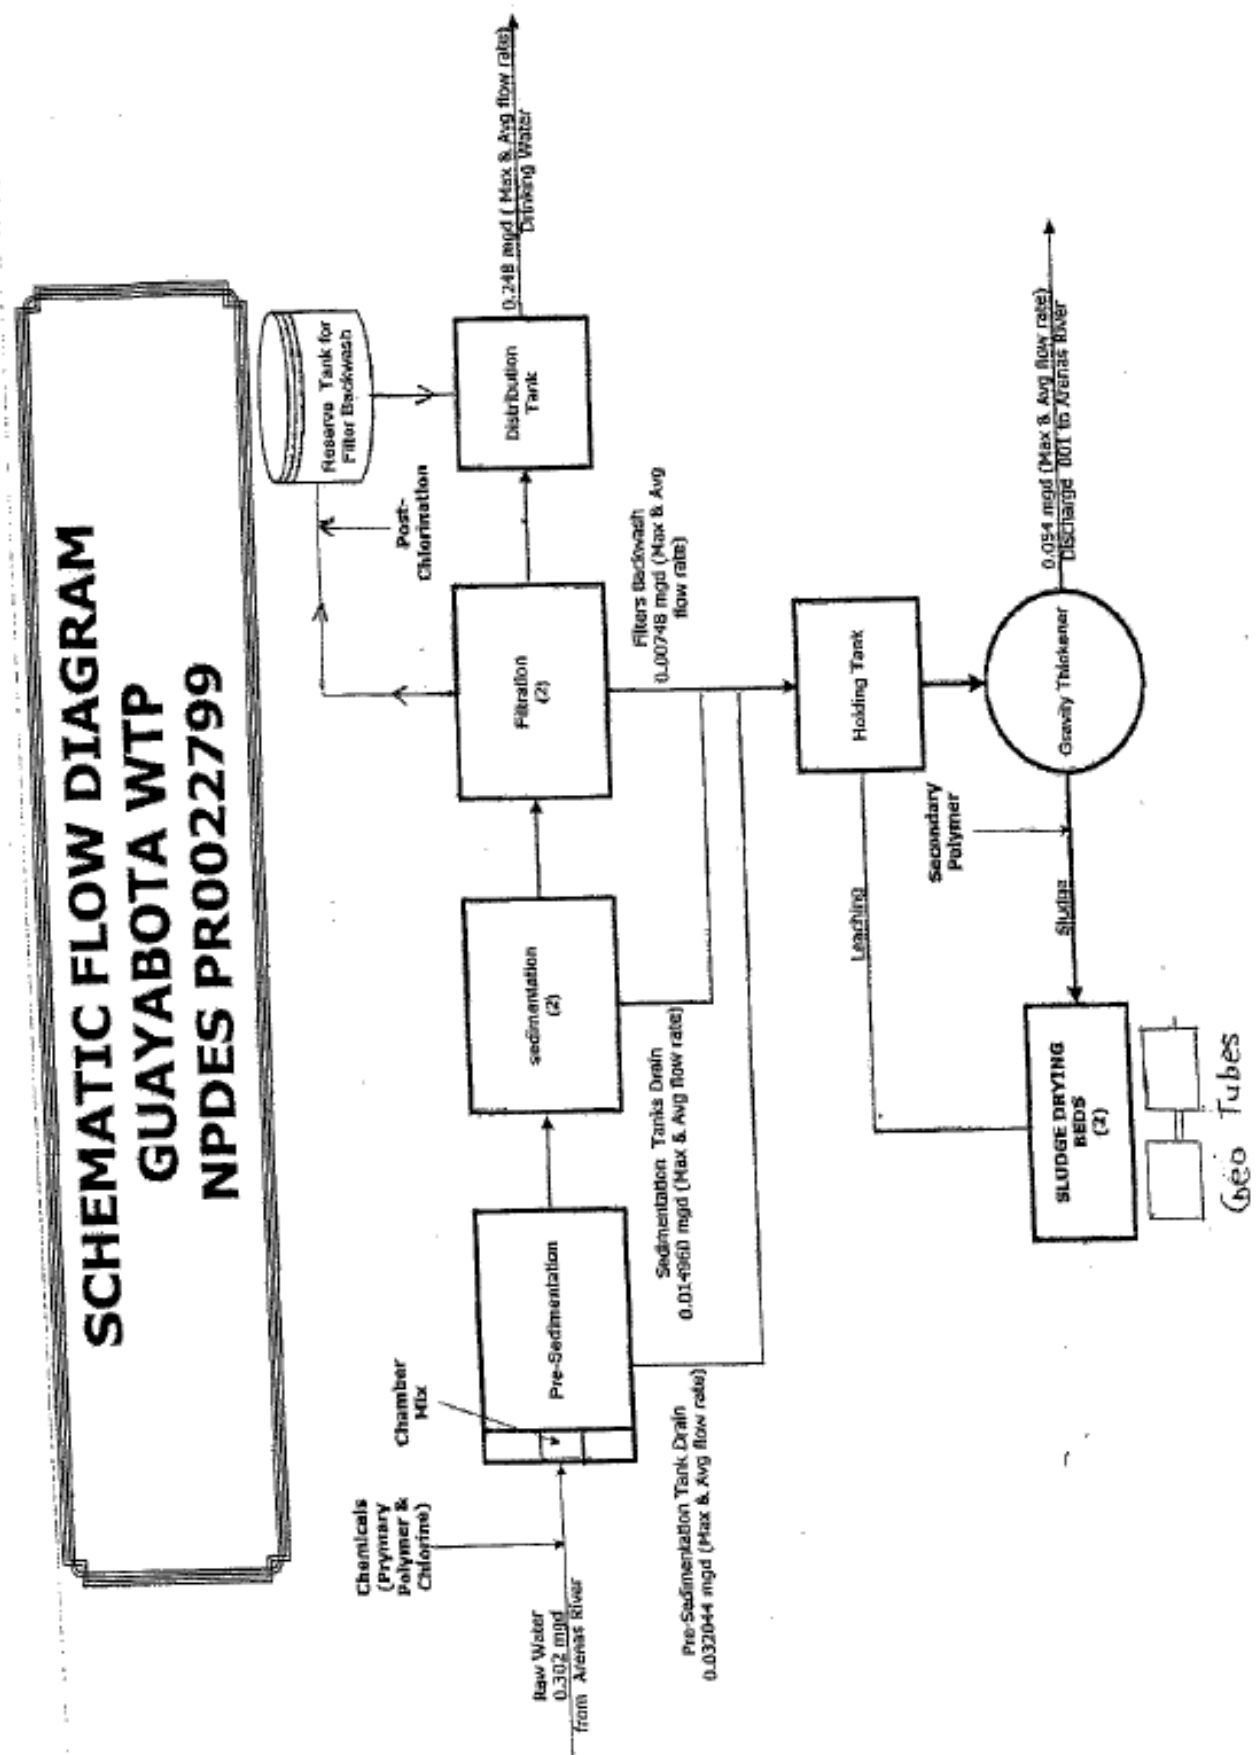 SCHEMATIC FLOW DIAGRAM
GUAYABOTA WTP
NPDES PR0022799
Chemicals
(Prymary
Polymer &
Chlorine)
Chamber
Mix
Raw Water
0.302 mgd
from Arenas River
Pre-Sedimentation
sedimentation
(2)
Filtration
(2)
Post-
Chlorination
Reserve Tank for
Filter Backwash
Distribution
Tank
0.248 mgd ( Max & Avg flow rate)
Drinking Water
Pre-Sedimentation Tank Drain
0.032044 mgd (Max & Avg flow rate)
Sedimentation Tanks Drain
0.014960 mgd (Max & Avg flow rate)
Filters Backwash
0.00748 mgd (Max & Avg
flow rate)
Holding Tank
Leaching
Secondary
Polymer
Sludge
Gravity Thickener
0.054 mgd (Max & Avg flow rate)
Discharge 001 to Arenas River
SLUDGE DRYING
BEDS
(2)
Geo Tubes